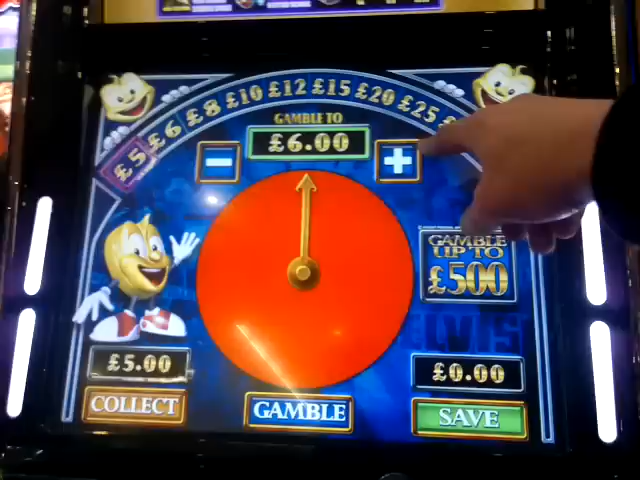 £5 £6 £8 £10 £12 £15 £20 £25
GAMBLE TO
£6.00
- +
GAMBLE
UP TO
£500
ELVIS
£5.00
£0.00
COLLECT GAMBLE SAVE